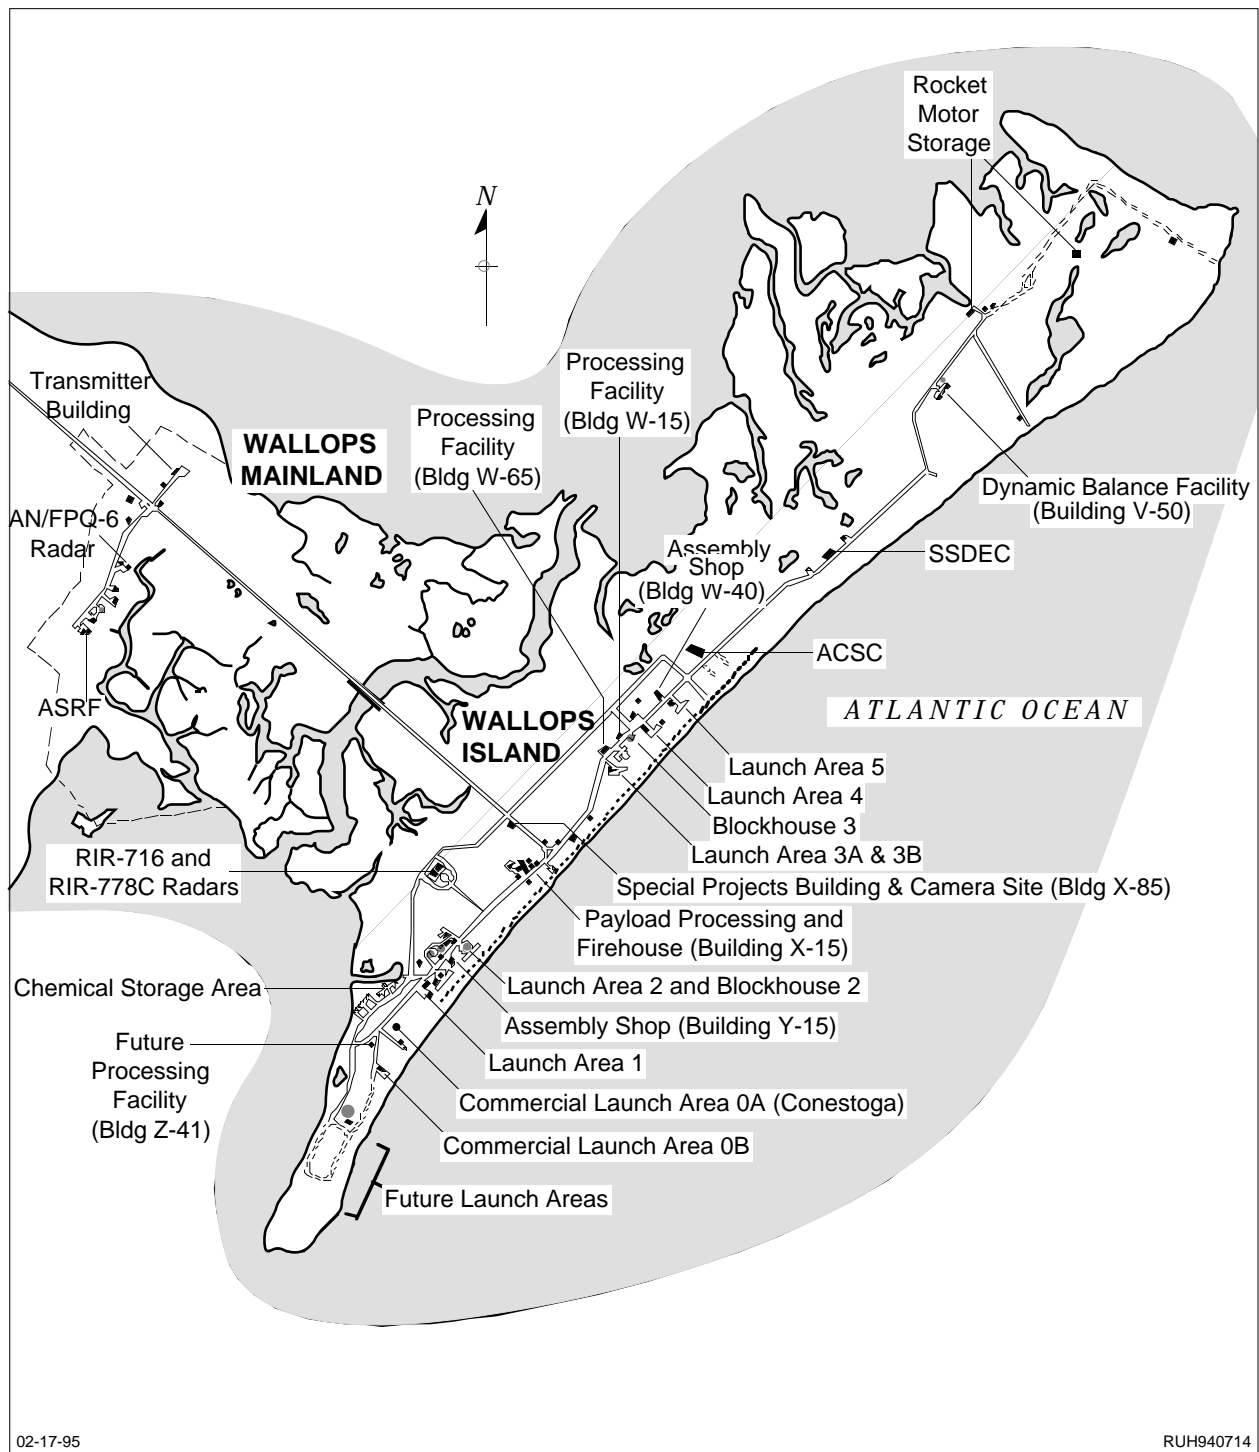 Rocket
Motor
Storage
N
Processing
Facility
(Bldg W-15)
Transmitter
Building
Processing
Facility
(Bldg W-65)
WALLOPS
MAINLAND
Dynamic Balance Facility
(Building V-50)
AN/FPQ-6
Radar
SSDEC
Assembly
Shop
(Bldg W-40)
ACSC
ASRF
ATLANTIC OCEAN
WALLOPS
ISLAND
Launch Area 5
Launch Area 4
Blockhouse 3
Launch Area 3A & 3B
RIR-716 and
RIR-778C Radars
Special Projects Building & Camera Site (Bldg X-85)
Payload Processing and
Firehouse (Building X-15)
Chemical Storage Area
Launch Area 2 and Blockhouse 2
Assembly Shop (Building Y-15)
Future
Processing
Facility
(Bldg Z-41)
Launch Area 1
Commercial Launch Area 0A (Conestoga)
Commercial Launch Area 0B
Future Launch Areas
02-17-95
RUH940714